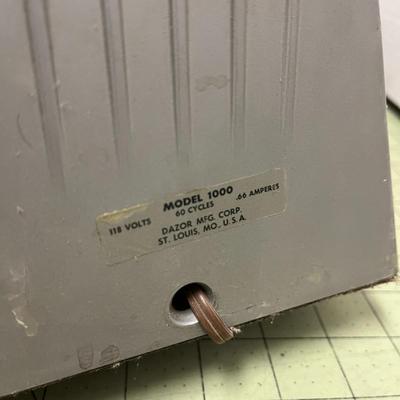 MODEL 1000
118 VOLTS 60 CYCLES .66 AMPERES
DAZOR MFG. CORP.
ST. LOUIS, MO., U.S.A.